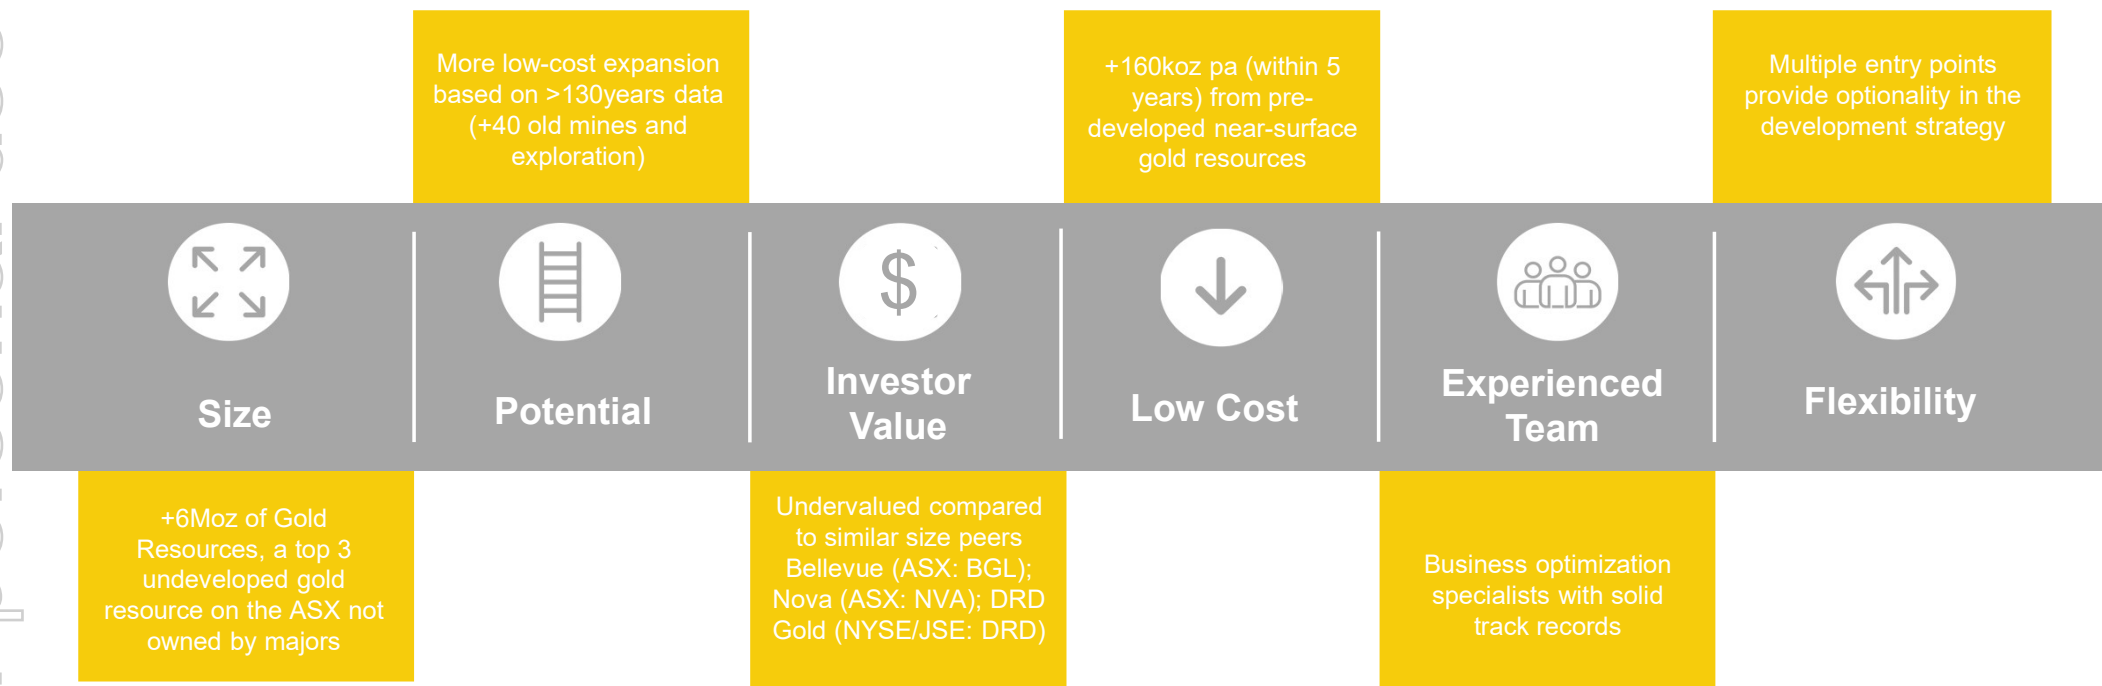 More low-cost expansion
based on >130years data
(+40 old mines and
exploration)
+160koz pa (within 5
years) from pre-
developed near-surface
gold resources
Multiple entry points
provide optionality in the
development strategy
Size
Potential
$
Investor
Value
Low Cost
Experienced
Team
Flexibility
+6Moz of Gold
Resources, a top 3
undeveloped gold
resource on the ASX not
owned by majors
Undervalued compared
to similar size peers
Bellevue (ASX: BGL);
Nova (ASX: NVA); DRD
Gold (NYSE/JSE: DRD)
Business optimization
specialists with solid
track records